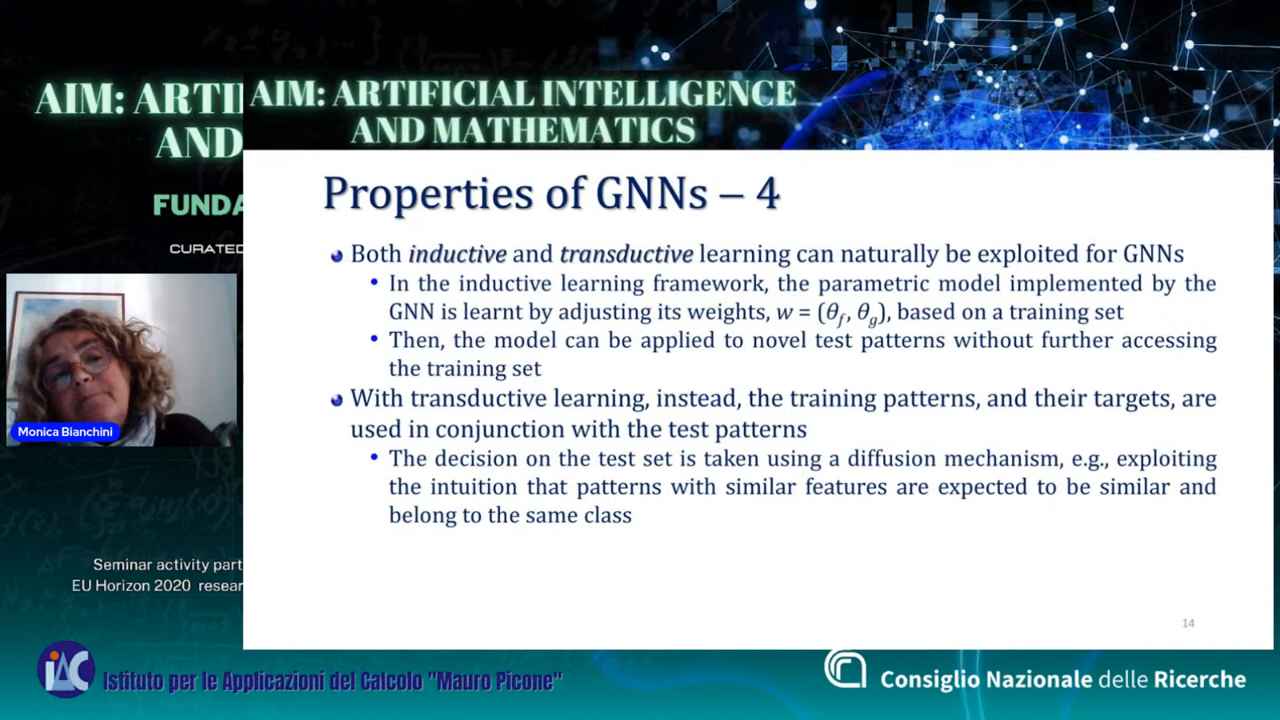 AIM: ARTI
AND
FUNDA
CURATED
AIM: ARTIFICIAL INTELLIGENCE
AND MATHEMATICS
Properties of GNNs – 4
Both inductive and transductive learning can naturally be exploited for GNNs
In the inductive learning framework, the parametric model implemented by the
GNN is learnt by adjusting its weights, w = (θf, θg), based on a training set
Then, the model can be applied to novel test patterns without further accessing
the training set
With transductive learning, instead, the training patterns, and their targets, are
used in conjunction with the test patterns
The decision on the test set is taken using a diffusion mechanism, e.g., exploiting
the intuition that patterns with similar features are expected to be similar and
belong to the same class
14
Monica Bianchini
Seminar activity part
EU Horizon 2020 resear
IAC
Istituto per le Applicazioni del Calcolo "Mauro Picone"
Consiglio Nazionale delle Ricerche